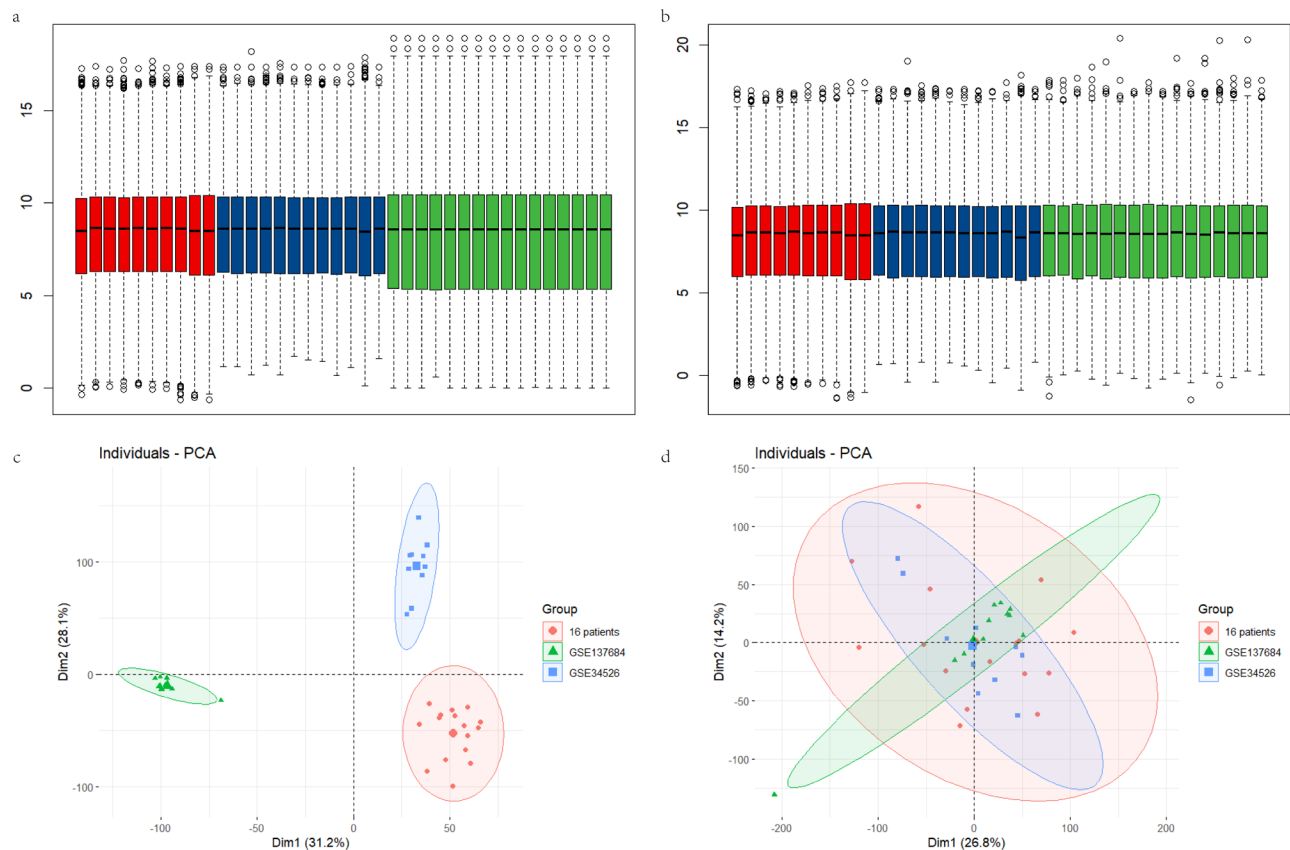 a
15
10
5
0
b
20
15
10
5
0
c
Individuals - PCA
Dim2 (28.1%)
100
0
-100
-100
-50
0
50
Dim1 (31.2%)
Group
16 patients
GSE137684
GSE34526
d
Individuals - PCA
Dim2 (14.2%)
150
100
50
0
-50
-100
-200
-100
0
100
200
Dim1 (26.8%)
Group
16 patients
GSE137684
GSE34526